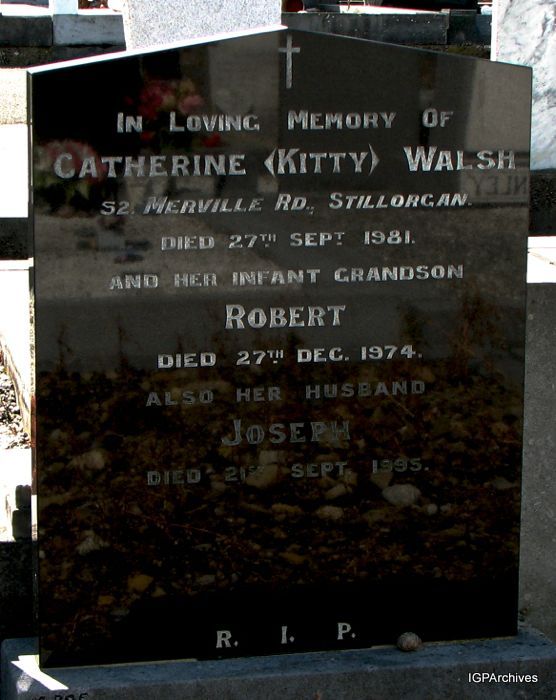 In Loving Memory Of
Catherine (Kitty) Walsh
52. Merville Rd., Stillorgan.
Died 27th Sept. 1981.
And Her Infant Grandson
Robert
Died 27th Dec. 1974.
Also Her Husband
Joseph
Died 21st Sept. 1995.
R. I. P.
IGPArchives